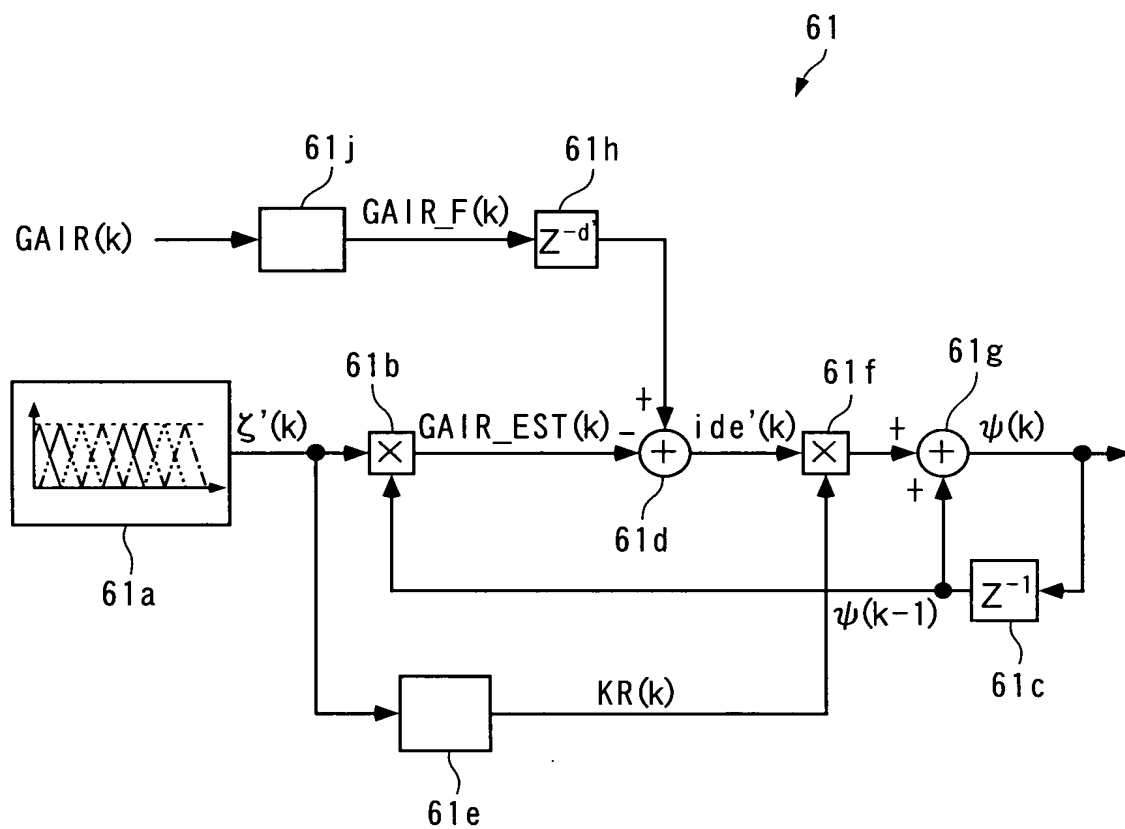 61
61j
61h
GAIR(k)
GAIR_F(k)
Z⁻ᵈ'
61b
61f
61g
ζ'(k)
×
GAIR_EST(k)
−
+
+
ide'(k)
×
+
+
+
ψ(k)
61a
61d
ψ(k-1)
Z⁻¹
61c
KR(k)
61e